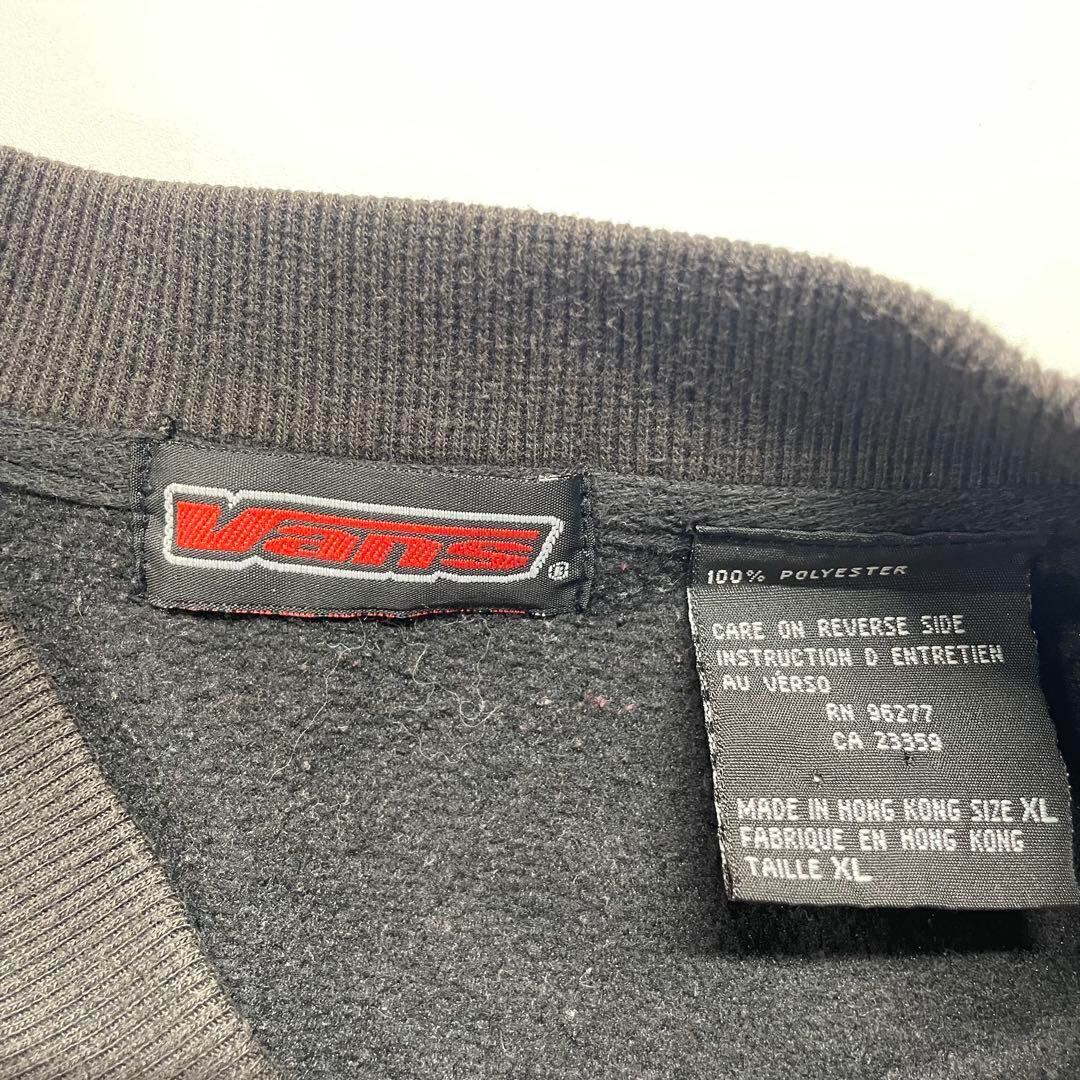 Vans®
100% POLYESTER
CARE ON REVERSE SIDE
INSTRUCTION D ENTRETIEN
AU VERSO
RN 96277
CA 23359
MADE IN HONG KONG SIZE XL
FABRIQUE EN HONG KONG
TAILLE XL